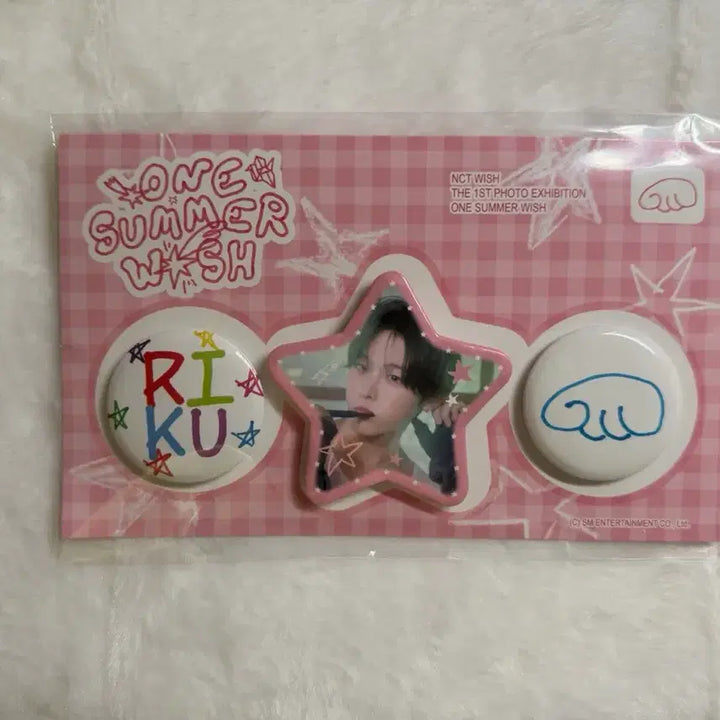 ONE
SUMMER
WISH
NCT WISH
THE 1ST PHOTO EXHIBITION
ONE SUMMER WISH
RI
KU
(C) SM ENTERTAINMENT CO., Ltd.